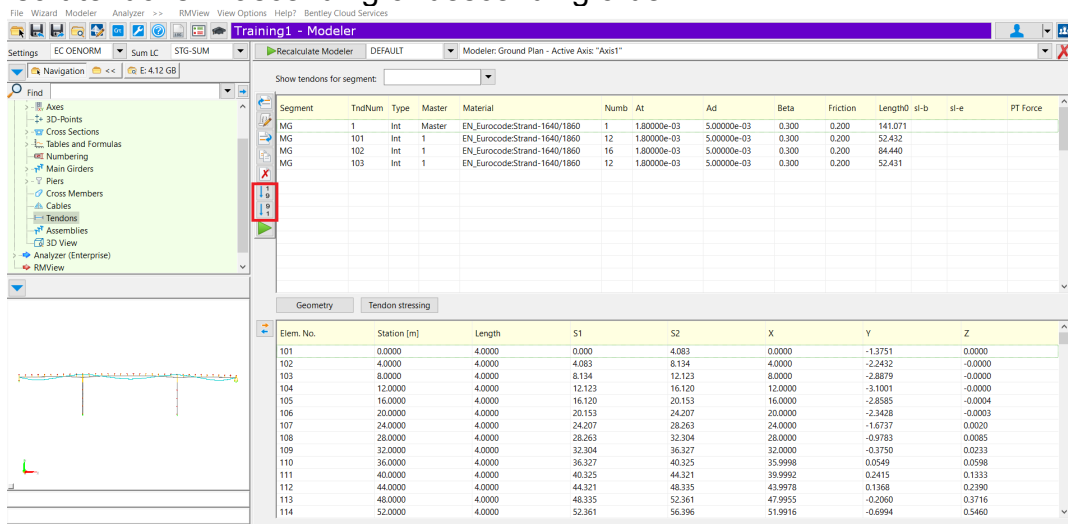 File Wizard Modeler Analyzer >> RMView View Options Help? Bentley Cloud Services
Training1 - Modeler
Settings EC OENORM Sum LC STG-SUM
Recalculate Modeler DEFAULT Modeler: Ground Plan - Active Axis: "Axis1"
Navigation << E: 4.12 GB
Show tendons for segment:
Find
Axes
3D-Points
Cross Sections
Tables and Formulas
Numbering
Main Girders
Piers
Cross Members
Cables
Tendons
Assemblies
3D View
Analyzer (Enterprise)
RMView
Segment TndNum Type Master Material Numb At Ad Beta Friction Length0 sl-b sl-e PT Force
MG 1 Int Master EN_Eurocode:Strand-1640/1860 1 1.80000e-03 5.00000e-03 0.300 0.200 141.071
MG 101 Int 1 EN_Eurocode:Strand-1640/1860 12 1.80000e-03 5.00000e-03 0.300 0.200 52.432
MG 102 Int 1 EN_Eurocode:Strand-1640/1860 16 1.80000e-03 5.00000e-03 0.300 0.200 84.440
MG 103 Int 1 EN_Eurocode:Strand-1640/1860 12 1.80000e-03 5.00000e-03 0.300 0.200 52.431
1
9
9
1
Geometry Tendon stressing
Elem. No. Station [m] Length S1 S2 X Y Z
101 0.0000 4.0000 0.000 4.083 0.0000 -1.3751 0.0000
102 4.0000 4.0000 4.083 8.134 4.0000 -2.2432 -0.0000
103 8.0000 4.0000 8.134 12.123 8.0000 -2.8879 -0.0000
104 12.0000 4.0000 12.123 16.120 12.0000 -3.1001 -0.0000
105 16.0000 4.0000 16.120 20.153 16.0000 -2.8585 -0.0004
106 20.0000 4.0000 20.153 24.207 20.0000 -2.3428 -0.0003
107 24.0000 4.0000 24.207 28.263 24.0000 -1.6737 0.0020
108 28.0000 4.0000 28.263 32.304 28.0000 -0.9783 0.0085
109 32.0000 4.0000 32.304 36.327 32.0000 -0.3750 0.0233
110 36.0000 4.0000 36.327 40.325 35.9998 0.0549 0.0598
111 40.0000 4.0000 40.325 44.321 39.9992 0.2415 0.1333
112 44.0000 4.0000 44.321 48.335 43.9978 0.1368 0.2390
113 48.0000 4.0000 48.335 52.361 47.9955 -0.2060 0.3716
114 52.0000 4.0000 52.361 56.396 51.9916 -0.6994 0.5460